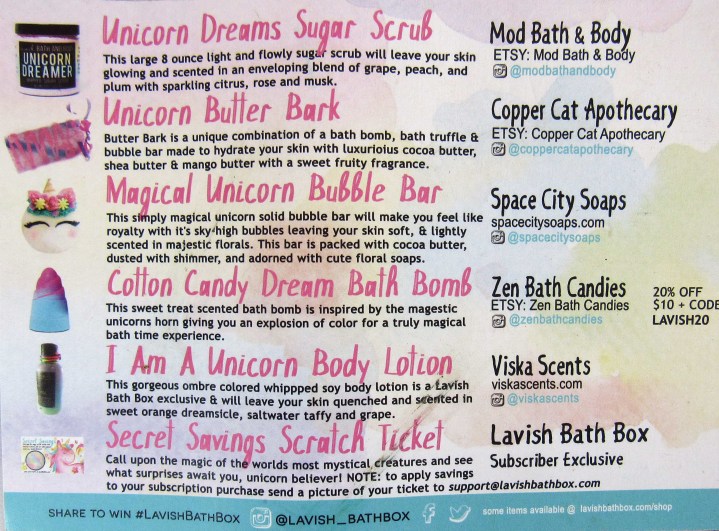 Unicorn Dreams Sugar Scrub
This large 8 ounce light and flowly sugar scrub will leave your skin
glowing and scented in an enveloping blend of grape, peach, and
plum with sparkling citrus, rose and musk.
Mod Bath & Body
ETSY: Mod Bath & Body
@modbathandbody
UNICORN
DREAMER
Unicorn Butter Bark
Butter Bark is a unique combination of a bath bomb, bath truffle &
bubble bar made to hydrate your skin with luxurious cocoa butter,
shea butter & mango butter with a sweet fruity fragrance.
Copper Cat Apothecary
ETSY: Copper Cat Apothecary
@coppercatapothecary
Magical Unicorn Bubble Bar
This simply magical unicorn solid bubble bar will make you feel like
royalty with it's sky-high bubbles leaving your skin soft, & lightly
scented in majestic florals. This bar is packed with cocoa butter,
dusted with shimmer, and adorned with cute floral soaps.
Space City Soaps
spacecitysoaps.com
@spacecitysoaps
Cotton Candy Dream Bath Bomb
This sweet treat scented bath bomb is inspired by the magestic
unicorns horn giving you an explosion of color for a truly magical
bath time experience.
Zen Bath Candies
ETSY: Zen Bath Candies
@zenbathcandies
20% OFF
$10 + CODE
LAVISH20
I Am A Unicorn Body Lotion
This gorgeous ombre colored whippped soy body lotion is a Lavish
Bath Box exclusive & will leave your skin quenched and scented in
sweet orange dreamsicle, saltwater taffy and grape.
Viska Scents
viskascents.com
@viskascents
Secret Savings Scratch Ticket
Call upon the magic of the worlds most mystical creatures and see
what surprises await you, unicorn believer! NOTE: to apply savings
to your subscription purchase send a picture of your ticket to support@lavishbathbox.com
Lavish Bath Box
Subscriber Exclusive
SHARE TO WIN #LAVISHBATHBOX @LAVISH_BATHBOX some items available @ lavishbathbox.com/shop